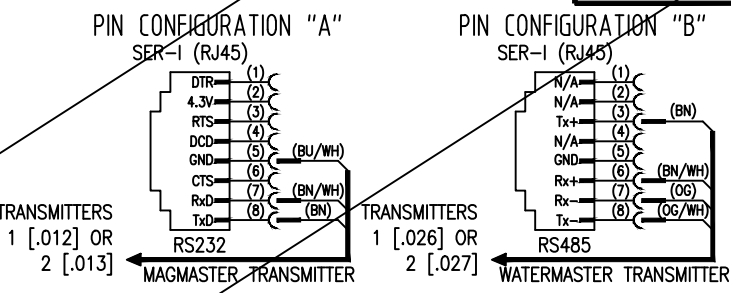 PIN CONFIGURATION "A"
SER-I (RJ45)
DTR (1)
4.3V (2)
RTS (3)
DCD (4)
GND (5) (BU/WH)
CTS (6)
RxD (7) (BN/WH)
TxD (8) (BN)
RS232
TRANSMITTERS
1 [.012] OR
2 [.013]
MAGMASTER TRANSMITTER
PIN CONFIGURATION "B"
SER-I (RJ45)
N/A (1)
N/A (2)
Tx+ (3) (BN)
N/A (4)
GND (5)
Rx+ (6) (BN/WH)
Rx- (7) (OG)
Tx- (8) (OG/WH)
RS485
TRANSMITTERS
1 [.026] OR
2 [.027]
WATERMASTER TRANSMITTER